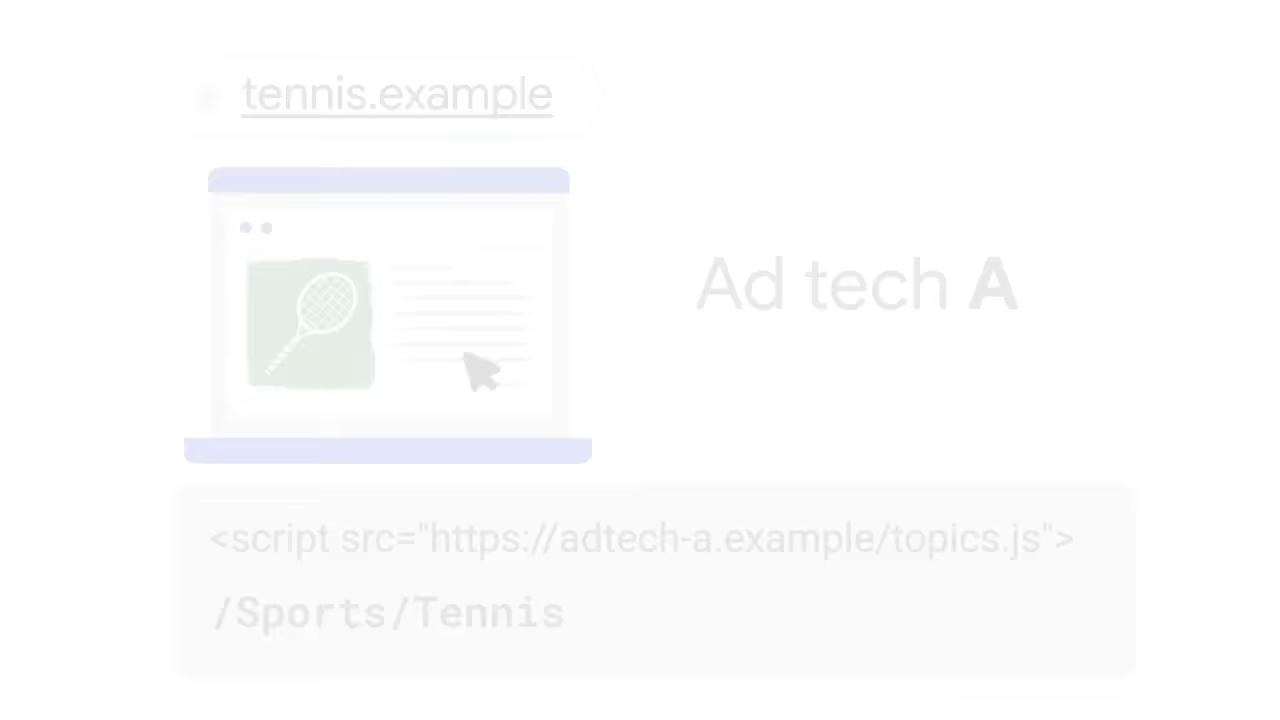 tennis.example
Ad tech A
<script src="https://adtech-a.example/topics.js">
/Sports/Tennis